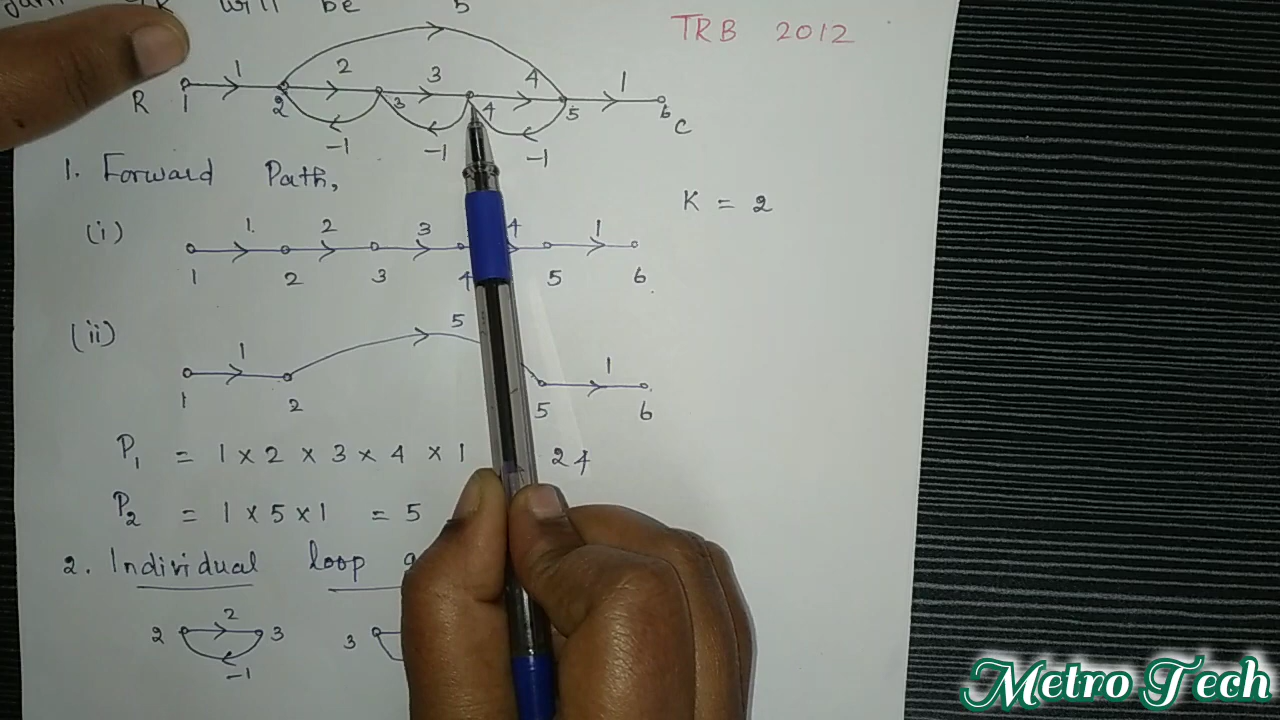 will be 5
TRB 2012
1 2 3 4 1
R 1 2 3 4 5 6 C
-1 -1 -1
1. Forward Path,
K = 2
(i) 1 2 3 4 1
1 2 3 4 5 6
(ii) 1 5 1
1 2 5 6
P1 = 1 x 2 x 3 x 4 x 1 24
P2 = 1 x 5 x 1 = 5
2. Individual loop
2 2 3 3
-1
Metro Tech